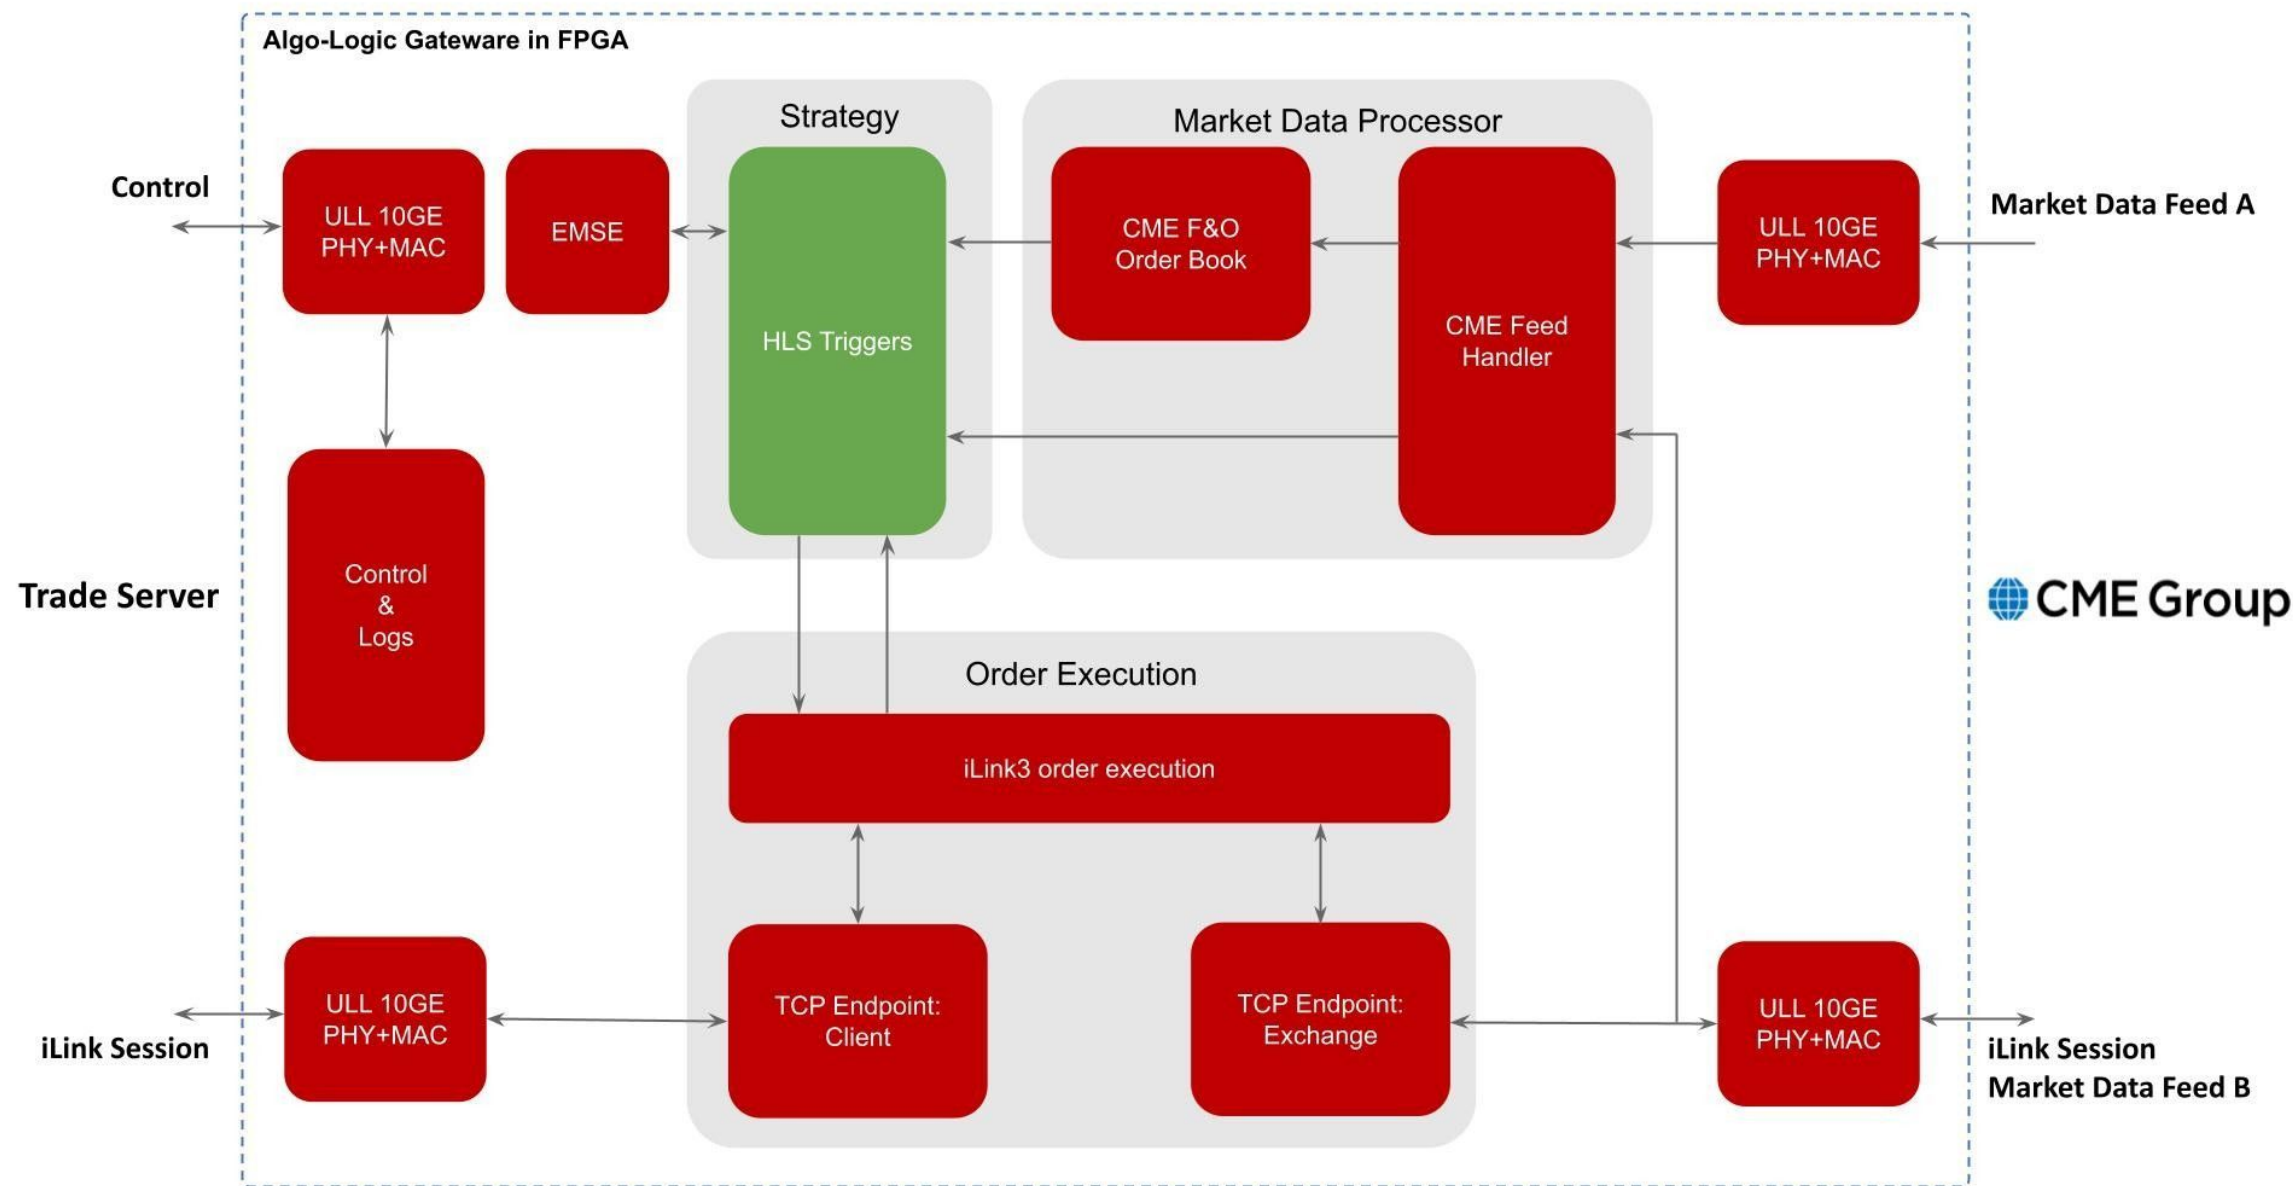 Algo-Logic Gateware in FPGA
Strategy
Market Data Processor
Control
ULL 10GE
PHY+MAC
EMSE
HLS Triggers
CME F&O
Order Book
CME Feed
Handler
ULL 10GE
PHY+MAC
Market Data Feed A
Trade Server
Control
&
Logs
CME Group
Order Execution
iLink3 order execution
iLink Session
ULL 10GE
PHY+MAC
TCP Endpoint:
Client
TCP Endpoint:
Exchange
ULL 10GE
PHY+MAC
iLink Session
Market Data Feed B